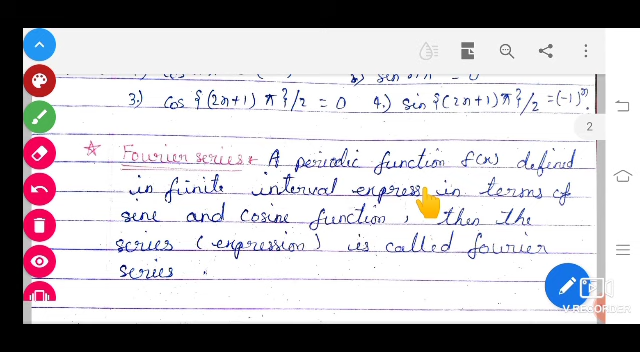 sin = 0
3.) cos {(2n+1) π}/2 = 0 4.) sin {(2n+1) π}/2 = (-1)ⁿ
2
☆ Fourier series * A periodic function f(x) defined
in finite interval express in terms of
sine and cosine function, then the
series (expression) is called fourier
series.
V RECORDER